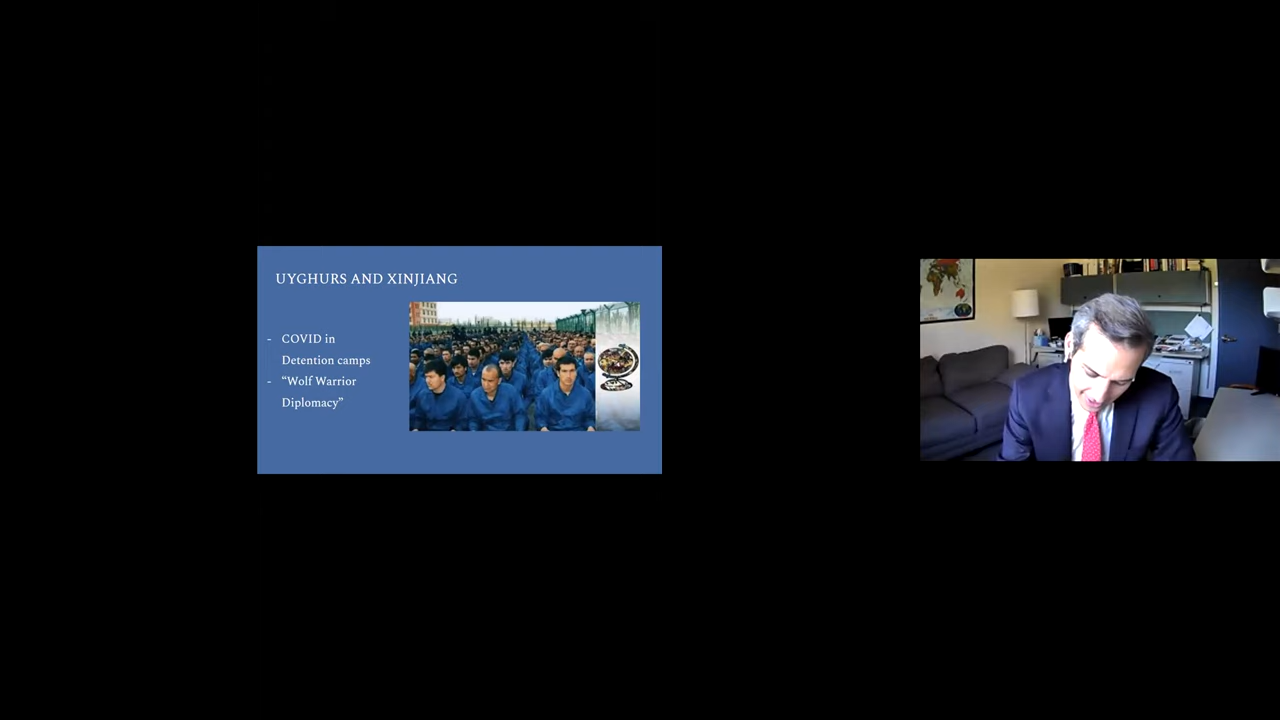 UYGHURS AND XINJIANG
- COVID in
Detention camps
- “Wolf Warrior
Diplomacy”